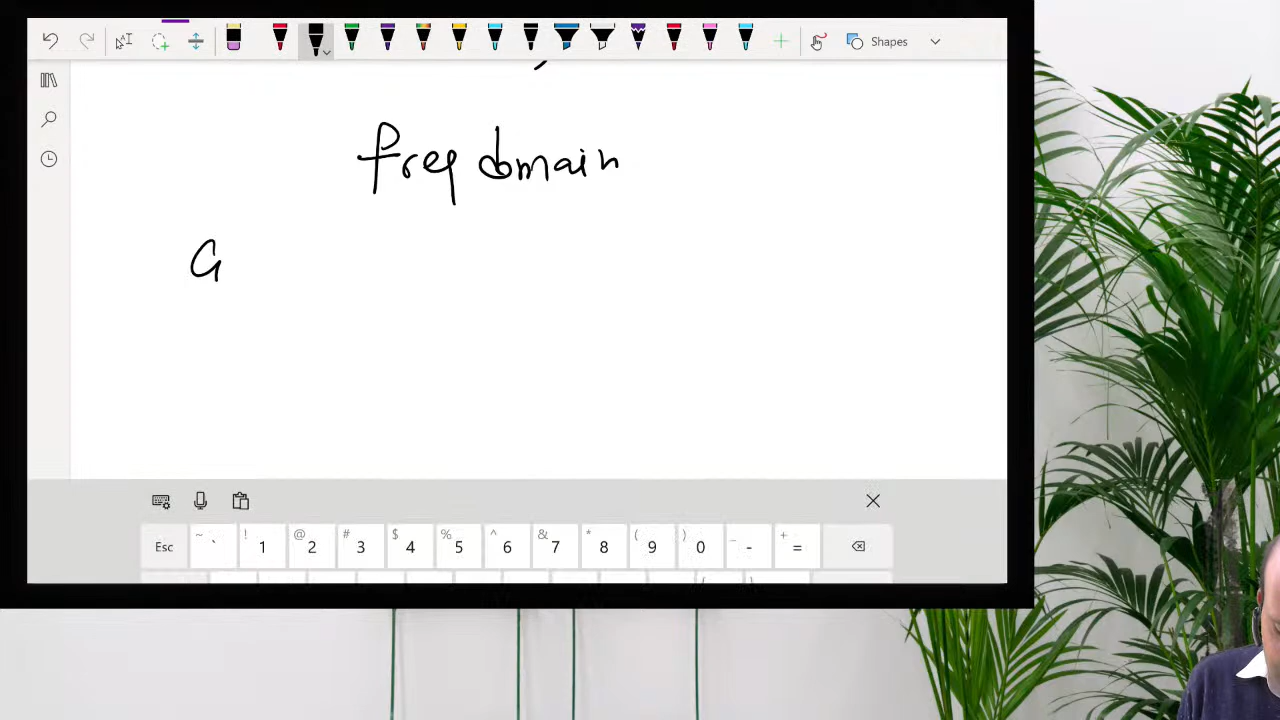 Shapes
freq domain
G
Esc ~ ` ! 1 @ 2 # 3 $ 4 % 5 ^ 6 & 7 * 8 ( 9 ) 0 _ - + =